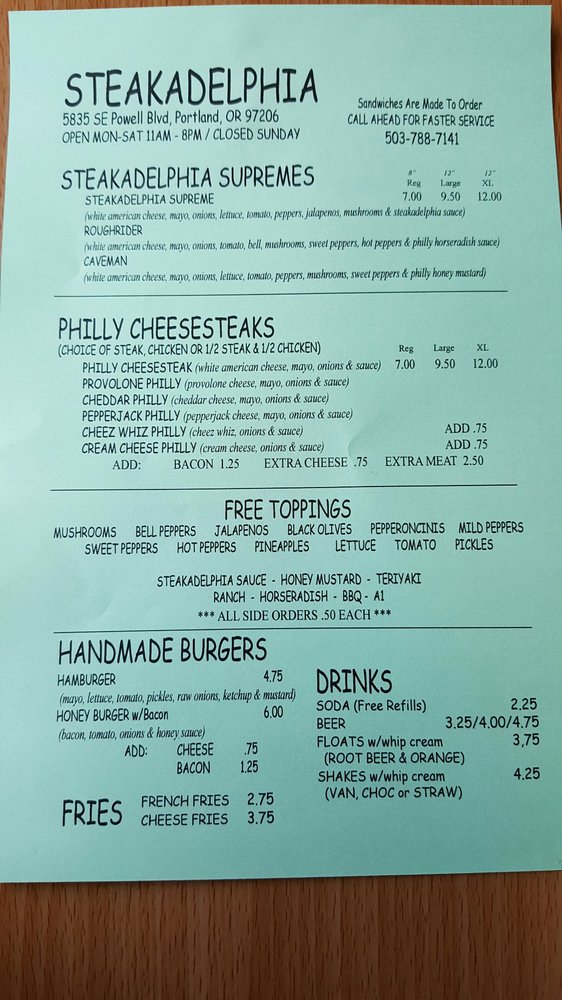 STEAKADELPHIA
5835 SE Powell Blvd, Portland, OR 97206
OPEN MON-SAT 11AM - 8PM / CLOSED SUNDAY
Sandwiches Are Made To Order
CALL AHEAD FOR FASTER SERVICE
503-788-7141
STEAKADELPHIA SUPREMES
8" 12" 12"
Reg Large XL
STEAKADELPHIA SUPREME 7.00 9.50 12.00
(white american cheese, mayo, onions, lettuce, tomato, peppers, jalapenos, mushrooms & steakadelphia sauce)
ROUGHRIDER
(white american cheese, mayo, onions, tomato, bell, mushrooms, sweet peppers, hot peppers & philly horseradish sauce)
CAVEMAN
(white american cheese, mayo, onions, lettuce, tomato, peppers, mushrooms, sweet peppers & philly honey mustard)
PHILLY CHEESESTEAKS
(CHOICE OF STEAK, CHICKEN OR 1/2 STEAK & 1/2 CHICKEN) Reg Large XL
PHILLY CHEESESTEAK (white american cheese, mayo, onions & sauce) 7.00 9.50 12.00
PROVOLONE PHILLY (provolone cheese, mayo, onions & sauce)
CHEDDAR PHILLY (cheddar cheese, mayo, onions & sauce)
PEPPERJACK PHILLY (pepperjack cheese, mayo, onions & sauce)
CHEEZ WHIZ PHILLY (cheez whiz, onions & sauce) ADD .75
CREAM CHEESE PHILLY (cream cheese, onions & sauce) ADD .75
ADD: BACON 1.25 EXTRA CHEESE .75 EXTRA MEAT 2.50
FREE TOPPINGS
MUSHROOMS BELL PEPPERS JALAPENOS BLACK OLIVES PEPPERONCINIS MILD PEPPERS
SWEET PEPPERS HOT PEPPERS PINEAPPLES LETTUCE TOMATO PICKLES
STEAKADELPHIA SAUCE - HONEY MUSTARD - TERIYAKI
RANCH - HORSERADISH - BBQ - A1
*** ALL SIDE ORDERS .50 EACH ***
HANDMADE BURGERS
HAMBURGER 4.75
(mayo, lettuce, tomato, pickles, raw onions, ketchup & mustard)
HONEY BURGER w/Bacon 6.00
(bacon, tomato, onions & honey sauce)
ADD: CHEESE .75
BACON 1.25
FRIES
FRENCH FRIES 2.75
CHEESE FRIES 3.75
DRINKS
SODA (Free Refills) 2.25
BEER 3.25/4.00/4.75
FLOATS w/whip cream 3,75
(ROOT BEER & ORANGE)
SHAKES w/whip cream 4.25
(VAN, CHOC or STRAW)